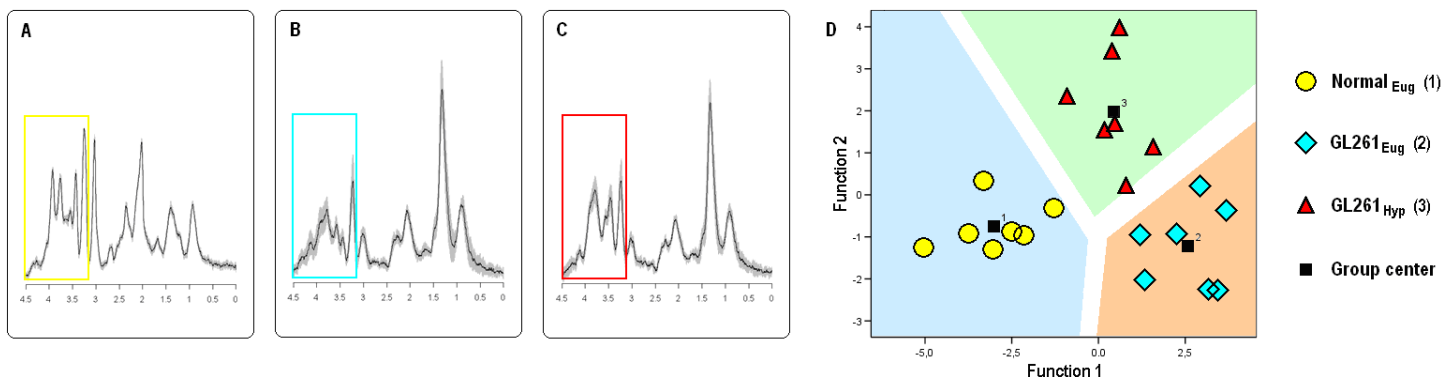 A
4.5 4 3.5 3 2.5 2 1.5 1 0.5 0
B
4.5 4 3.5 3 2.5 2 1.5 1 0.5 0
C
4.5 4 3.5 3 2.5 2 1.5 1 0.5 0
D
Function 2
4
3
2
1
0
-1
-2
-3
3
1
2
-5,0 -2,5 0.0 2,5
Function 1
Normal Eug (1)
GL261 Eug (2)
GL261 Hyp (3)
Group center